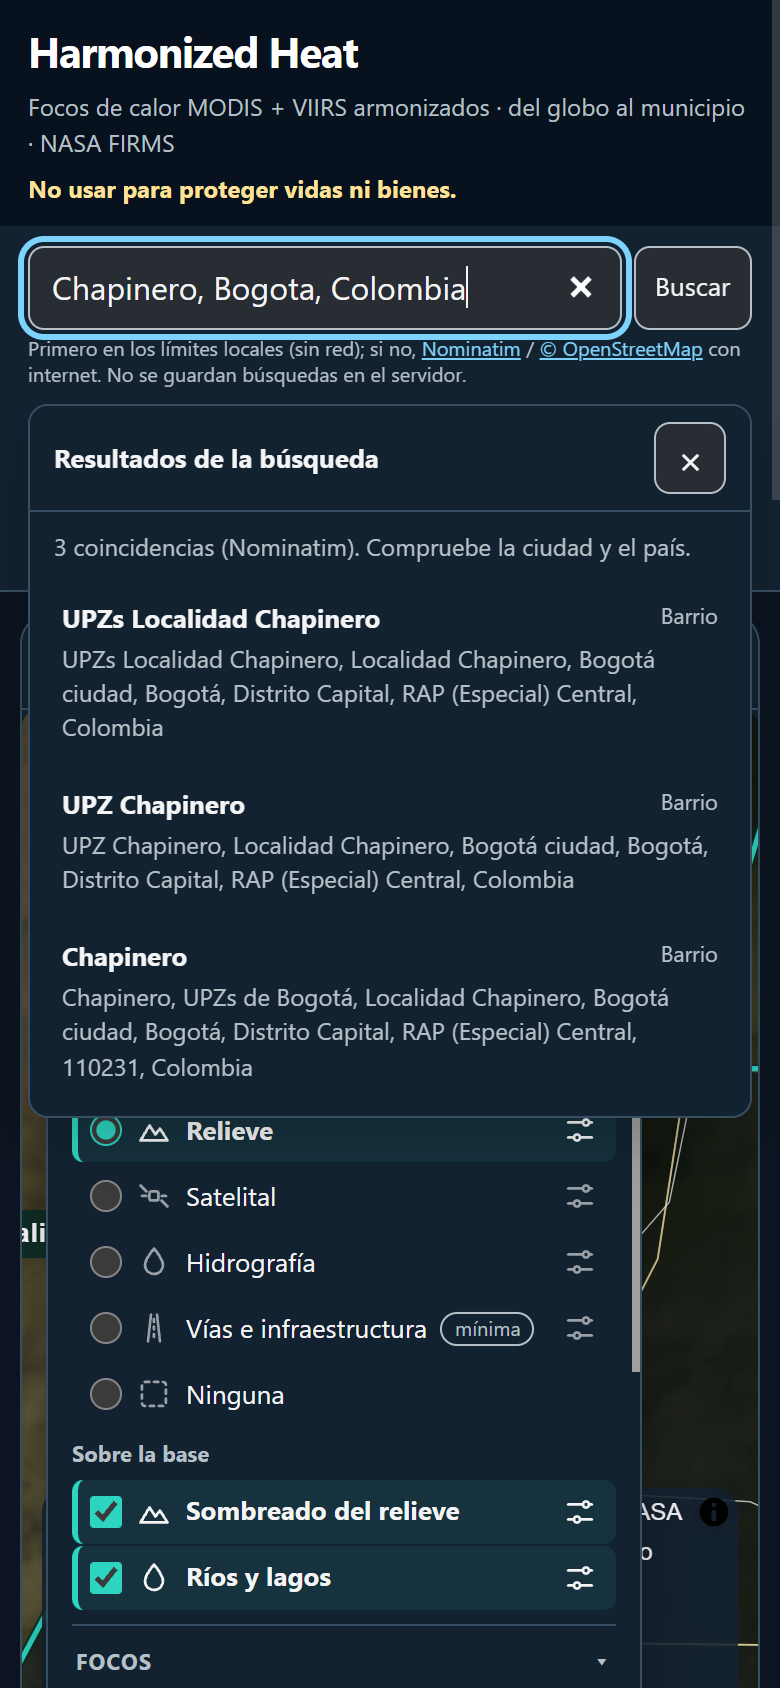 Harmonized Heat
Focos de calor MODIS + VIIRS armonizados · del globo al municipio
· NASA FIRMS
No usar para proteger vidas ni bienes.
Chapinero, Bogota, Colombia
Buscar
Primero en los límites locales (sin red); si no, Nominatim / © OpenStreetMap con
internet. No se guardan búsquedas en el servidor.
Resultados de la búsqueda
3 coincidencias (Nominatim). Compruebe la ciudad y el país.
UPZs Localidad Chapinero Barrio
UPZs Localidad Chapinero, Localidad Chapinero, Bogotá
ciudad, Bogotá, Distrito Capital, RAP (Especial) Central,
Colombia
UPZ Chapinero Barrio
UPZ Chapinero, Localidad Chapinero, Bogotá ciudad, Bogotá,
Distrito Capital, RAP (Especial) Central, Colombia
Chapinero Barrio
Chapinero, UPZs de Bogotá, Localidad Chapinero, Bogotá
ciudad, Bogotá, Distrito Capital, RAP (Especial) Central,
110231, Colombia
Relieve
Satelital
ali
Hidrografía
Vías e infraestructura mínima
Ninguna
Sobre la base
Sombreado del relieve
ASA
o
Ríos y lagos
FOCOS